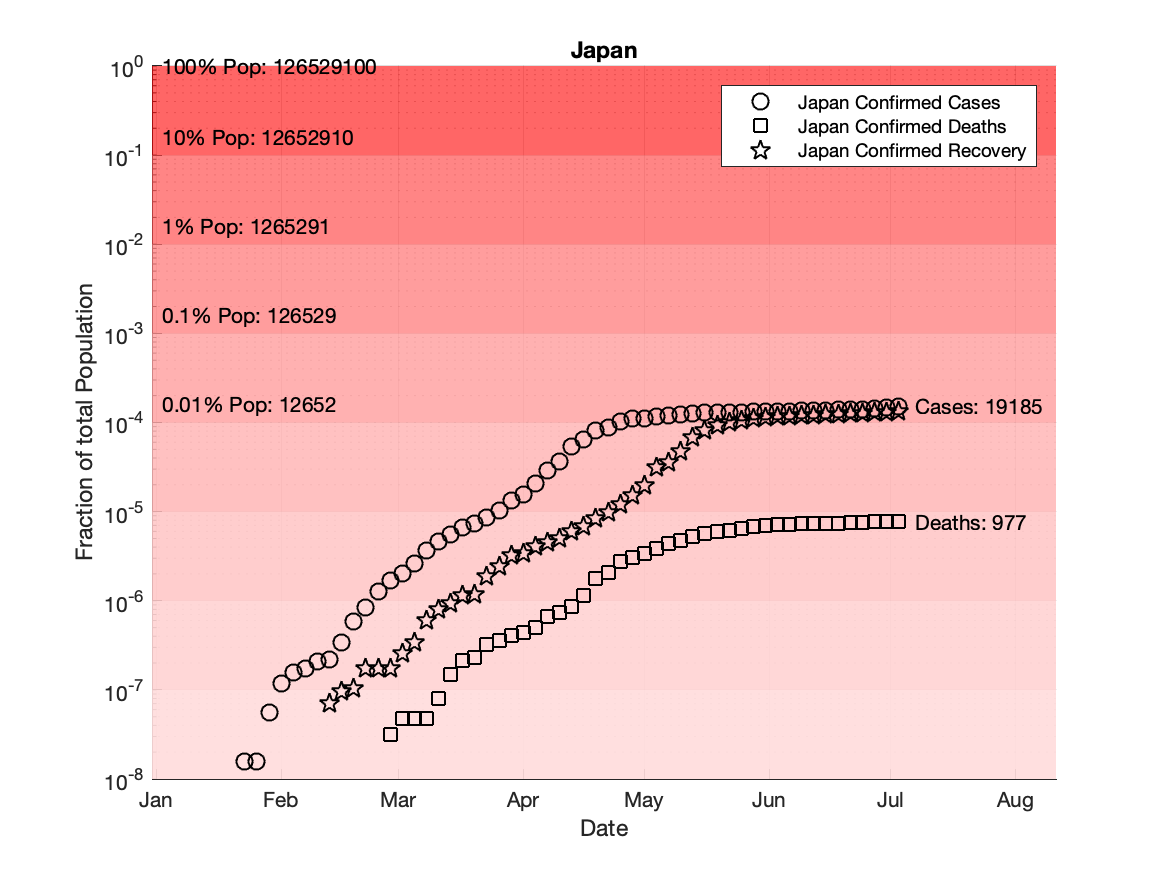 Japan
10^0
100% Pop: 126529100
Japan Confirmed Cases
Japan Confirmed Deaths
Japan Confirmed Recovery
10% Pop: 12652910
10^-1
1% Pop: 1265291
10^-2
0.1% Pop: 126529
10^-3
0.01% Pop: 12652
Cases: 19185
10^-4
10^-5
Deaths: 977
10^-6
10^-7
10^-8
Fraction of total Population
Jan Feb Mar Apr May Jun Jul Aug
Date